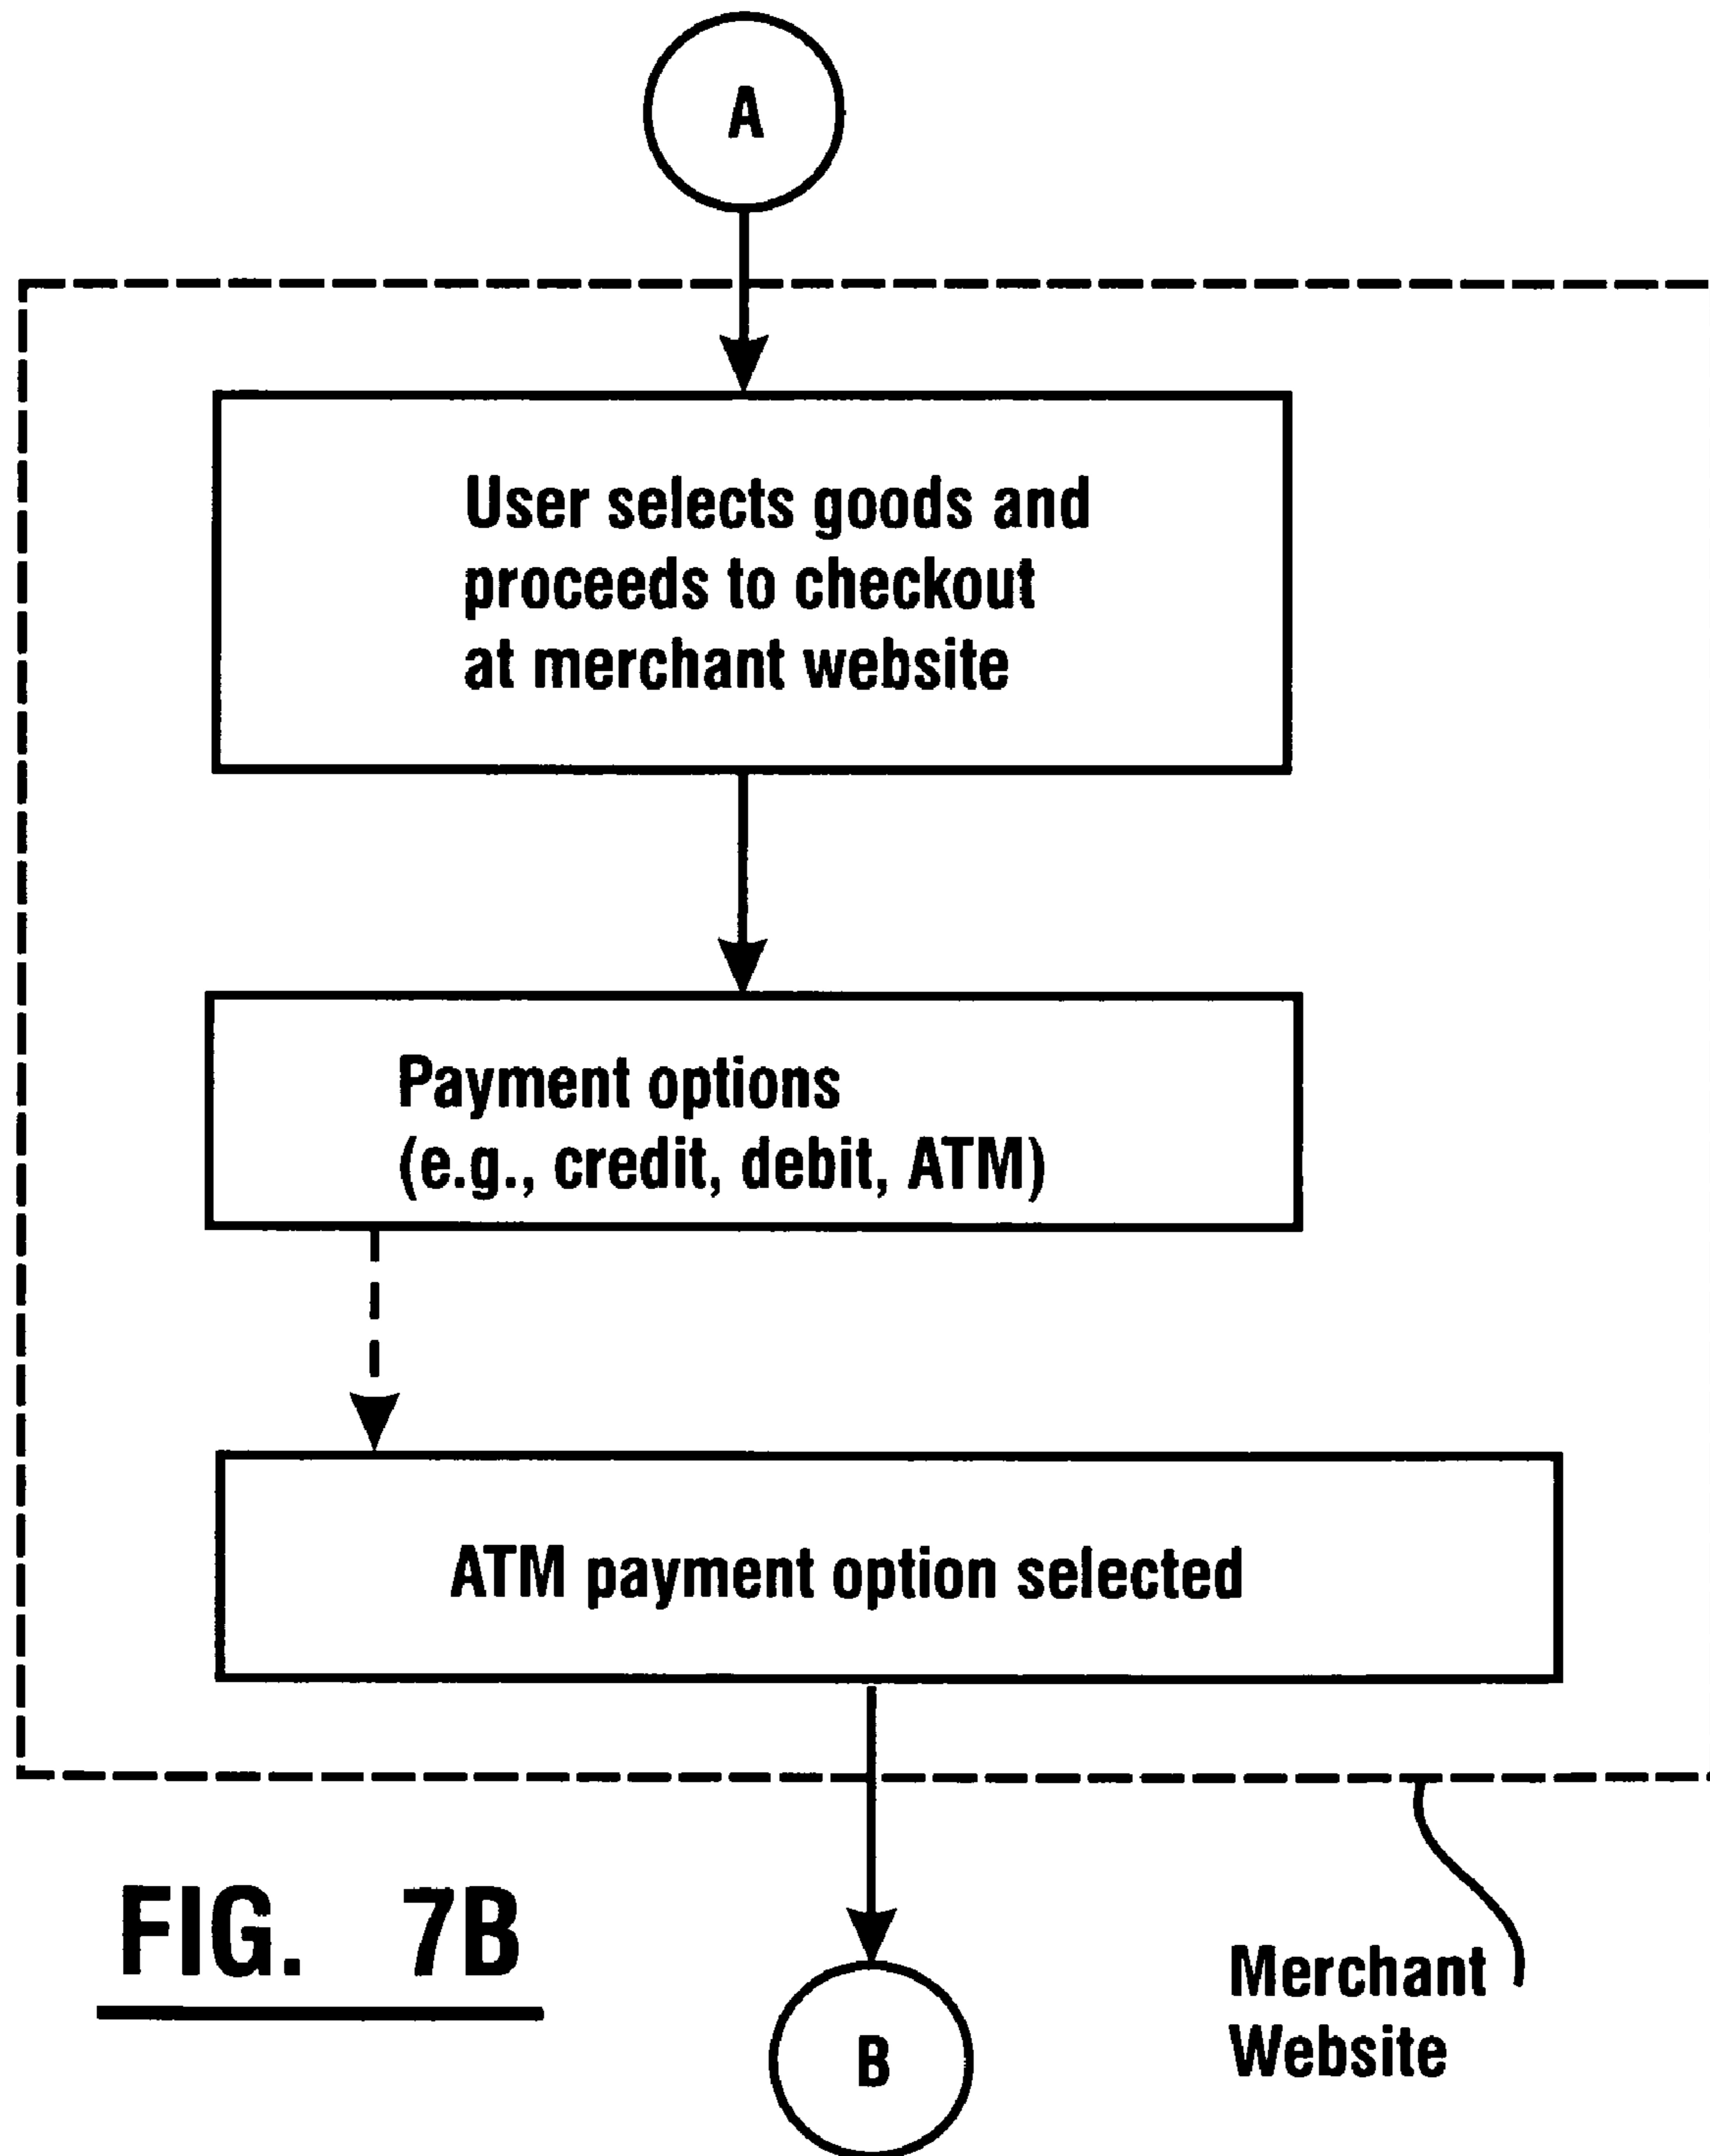 A
User selects goods and
proceeds to checkout
at merchant website
Payment options
(e.g., credit, debit, ATM)
ATM payment option selected
FIG. 7B
Merchant
Website
B